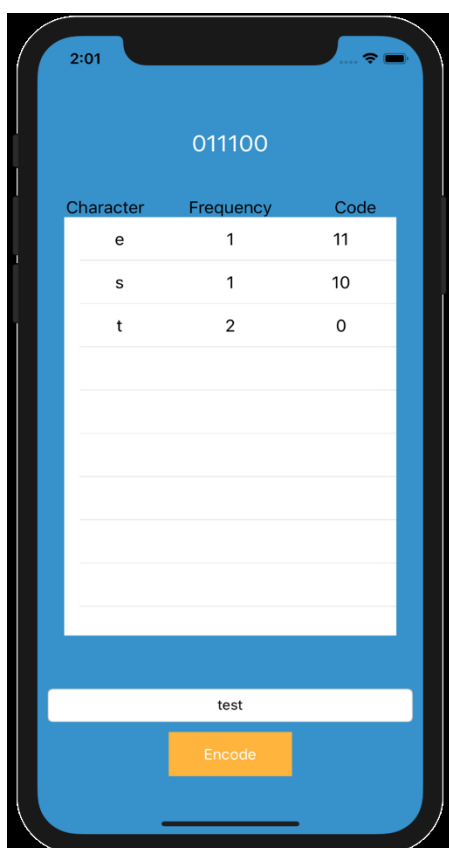 2:01
011100
Character Frequency Code
e 1 11
s 1 10
t 2 0
test
Encode